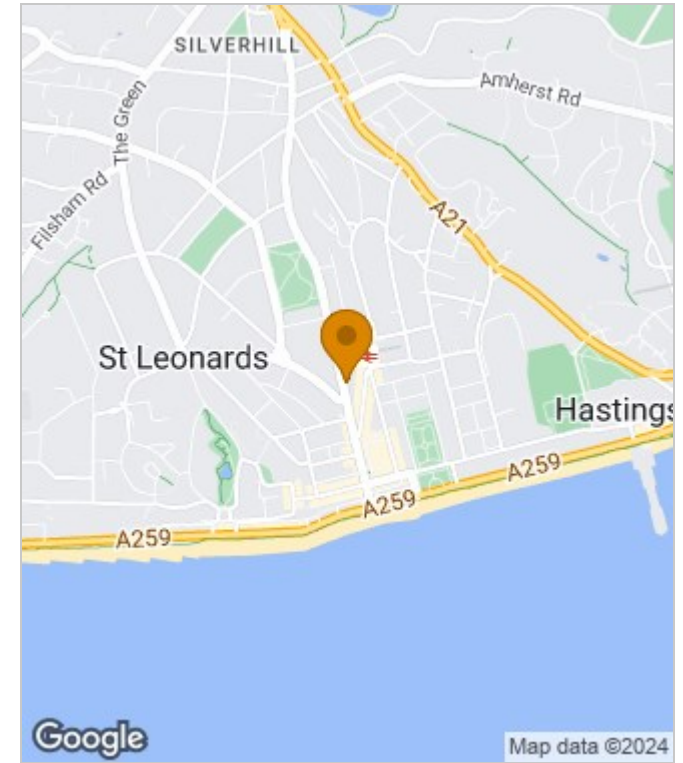 SILVERHILL
Amherst Rd
The Green
Filsham Rd
A21
St Leonards
Hastings
A259
A259
A259
Google
Map data ©2024